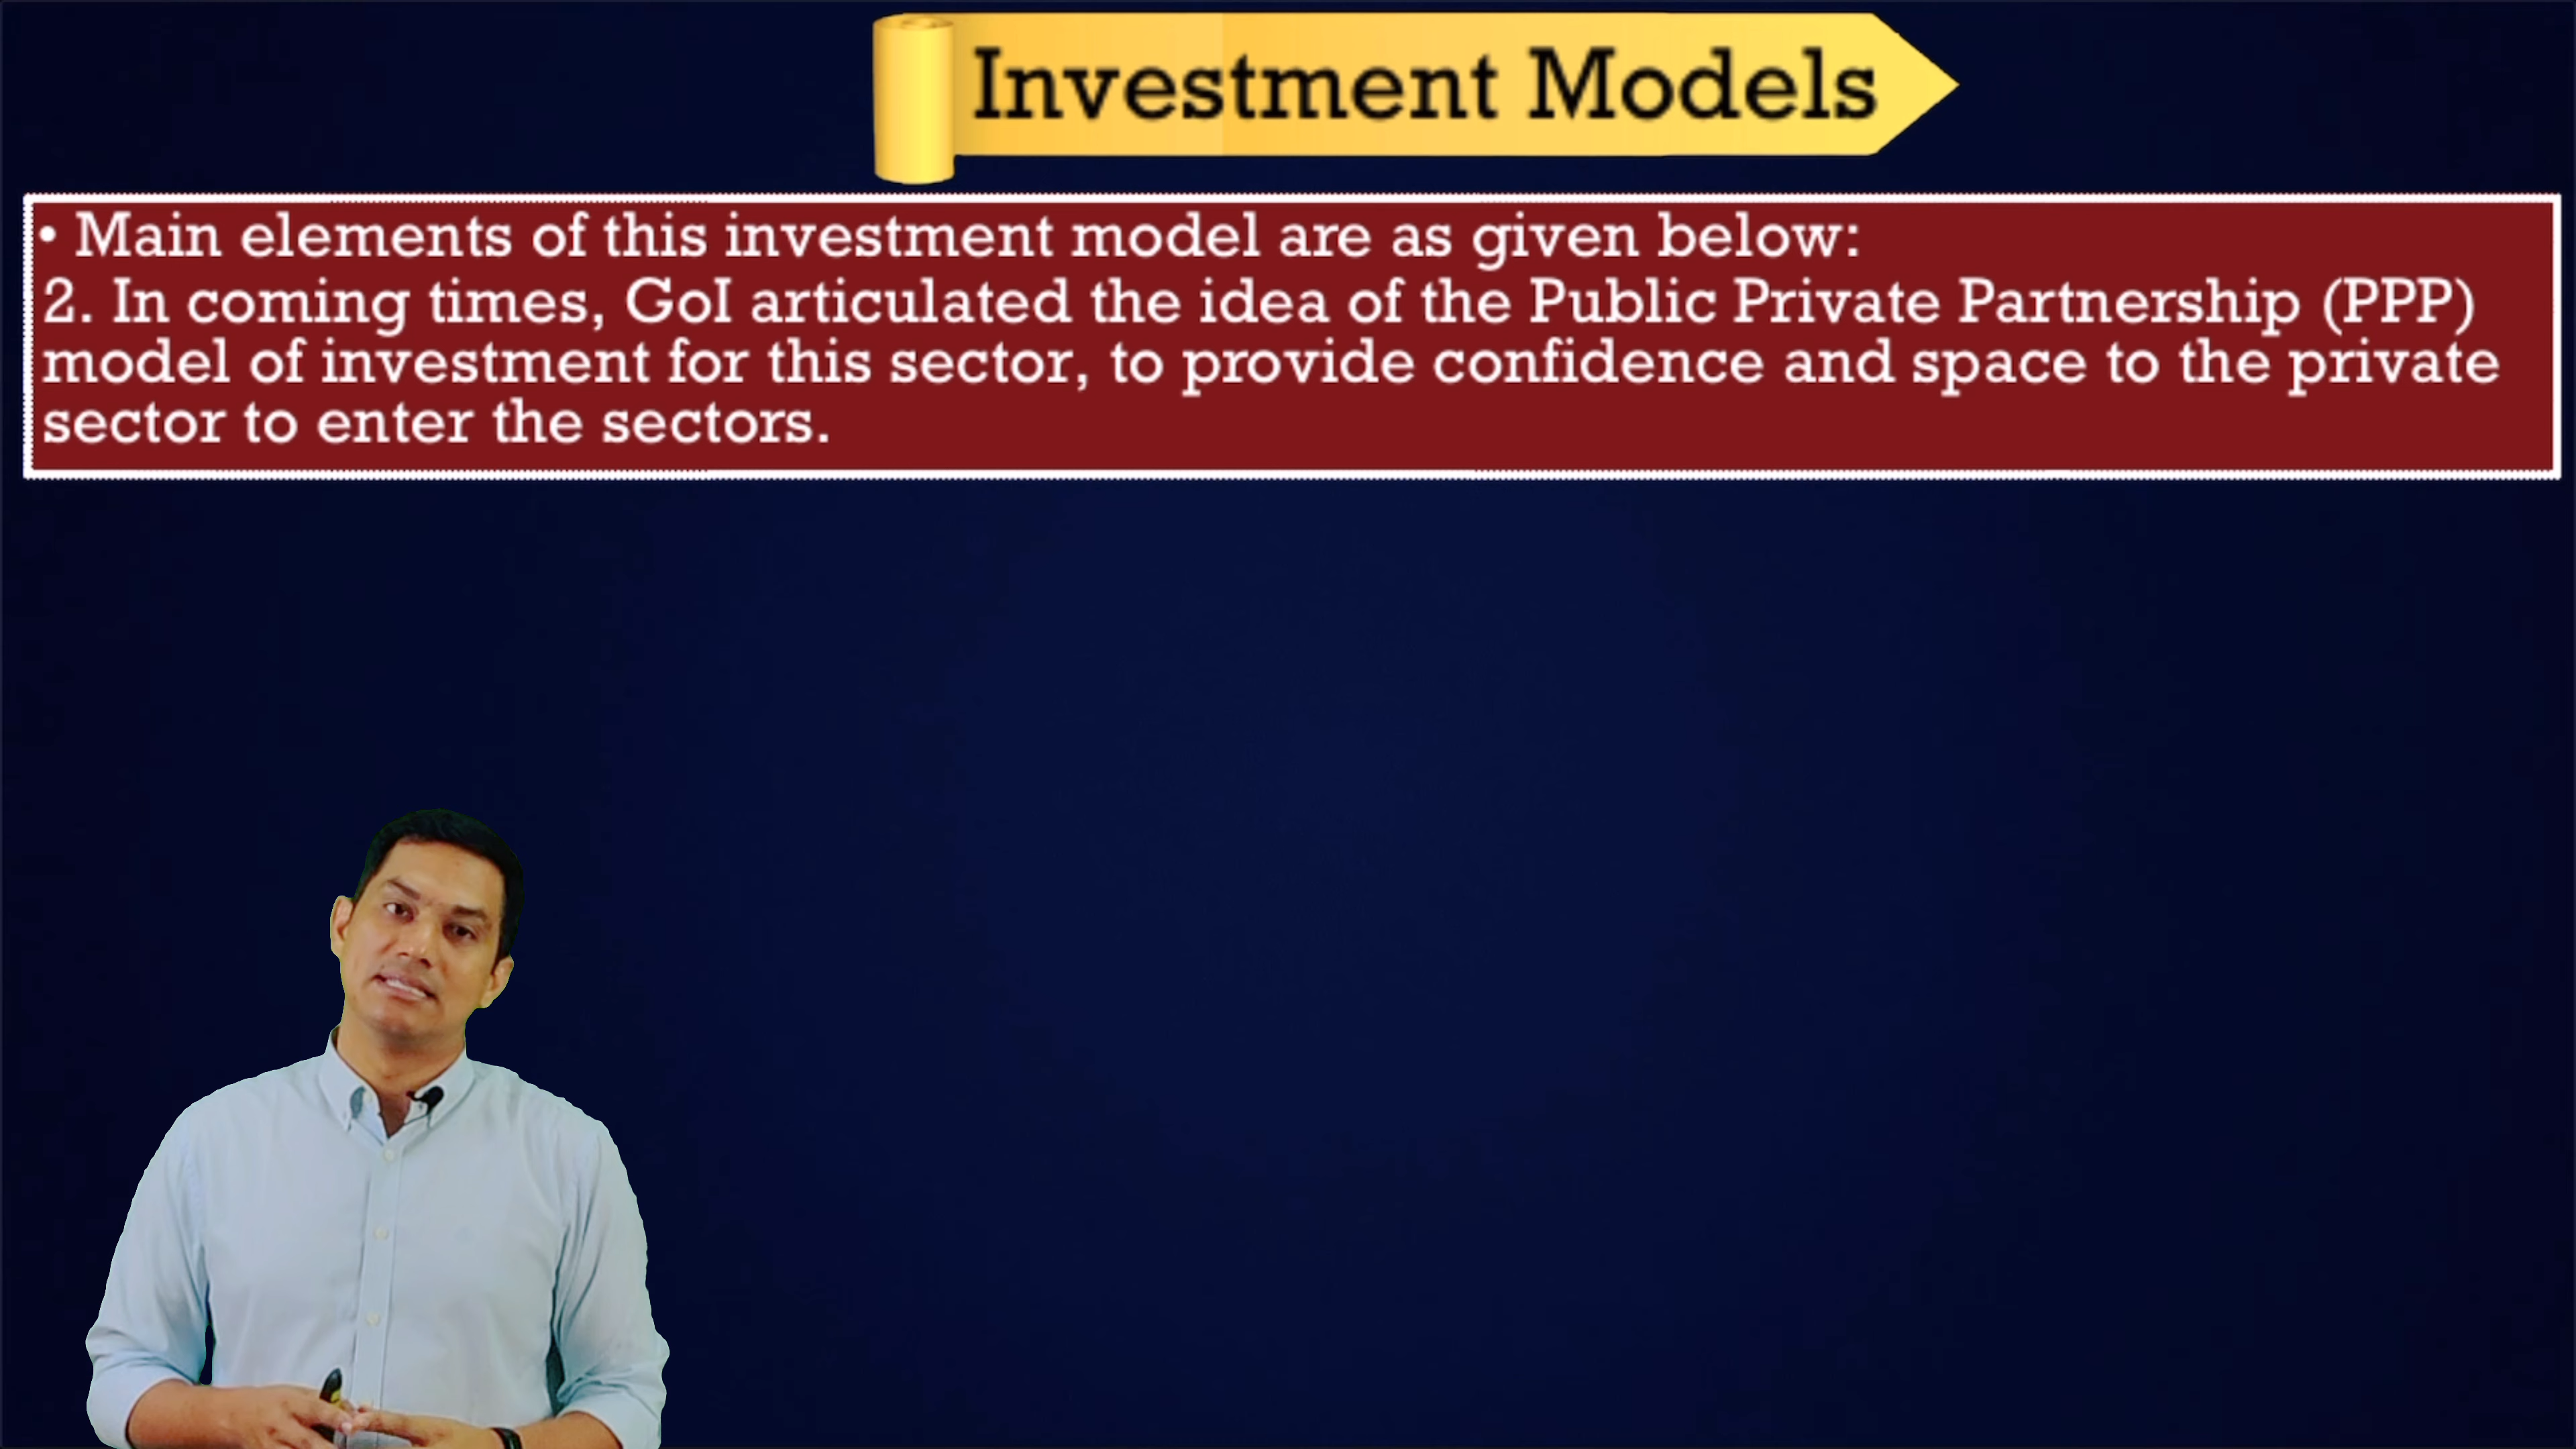 Investment Models
• Main elements of this investment model are as given below:
2. In coming times, GoI articulated the idea of the Public Private Partnership (PPP)
model of investment for this sector, to provide confidence and space to the private
sector to enter the sectors.